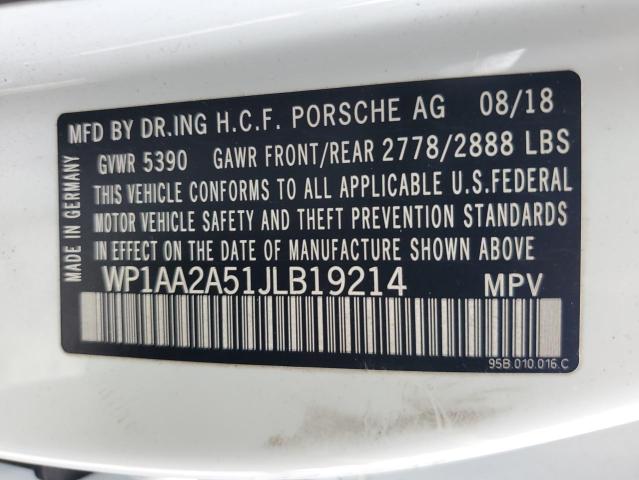 MFD BY DR.ING H.C.F. PORSCHE AG 08/18
GVWR 5390 GAWR FRONT/REAR 2778/2888 LBS
THIS VEHICLE CONFORMS TO ALL APPLICABLE U.S.FEDERAL
MOTOR VEHICLE SAFETY AND THEFT PREVENTION STANDARDS
IN EFFECT ON DATE OF MANUFACTURE SHOWN ABOVE
WP1AA2A51JLB19214 MPV
95B.010.016.C
MADE IN GERMANY